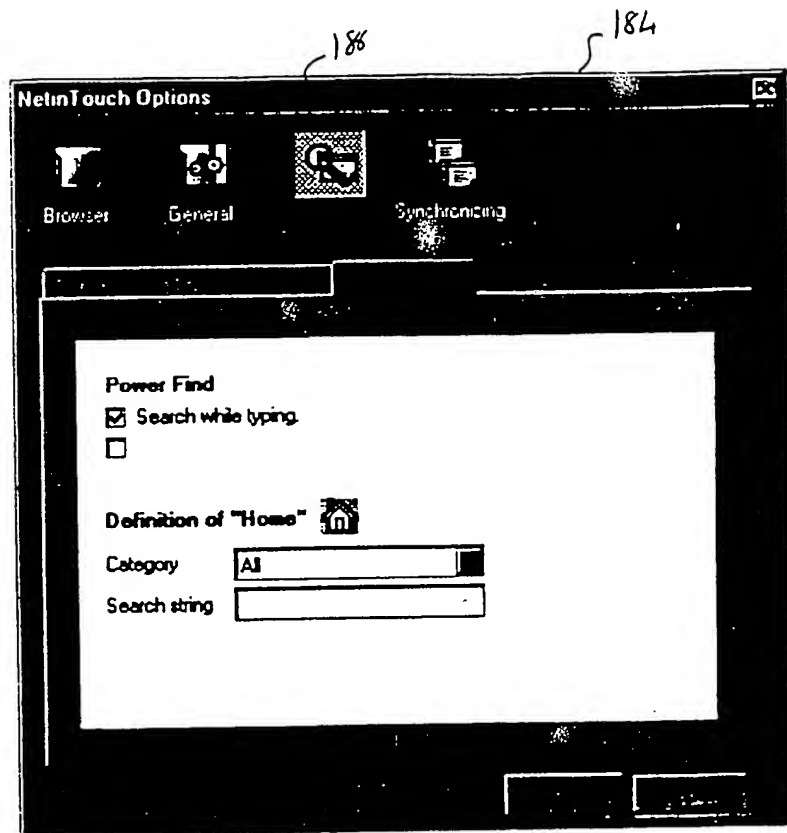 188 184
NetinTouch Options
Browser General Synchronizing
Power Find
Search while typing.
Definition of "Home"
Category All
Search string